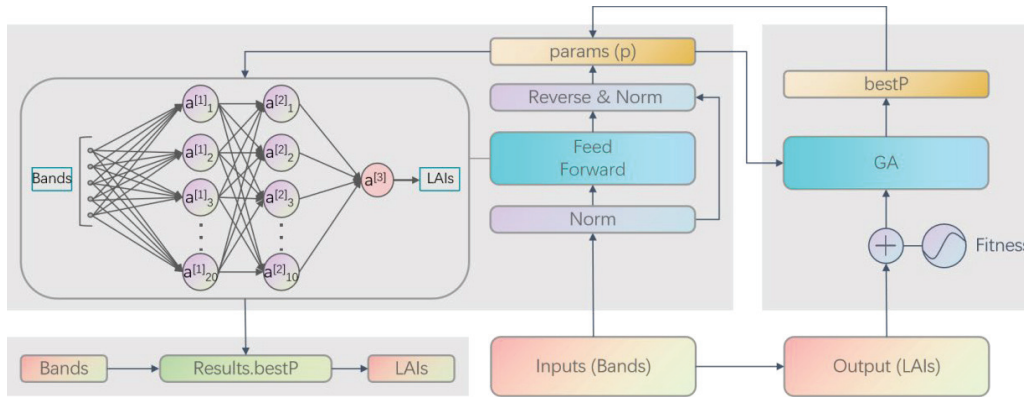 params (p)
bestP
Reverse & Norm
a[1]1
a[2]1
Feed
Forward
GA
a[1]2
a[2]2
Bands
a[3]
LAIs
a[1]3
a[2]3
Norm
Fitness
a[1]20
a[2]10
Bands
Results.bestP
LAIs
Inputs (Bands)
Output (LAIs)